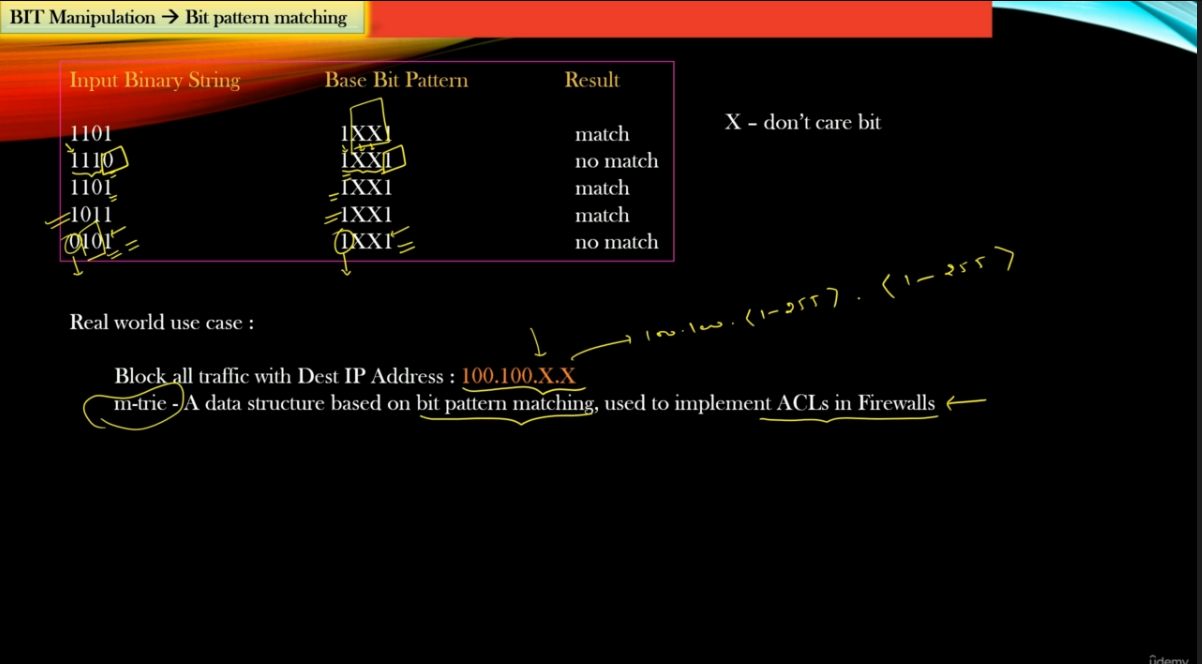 BIT Manipulation → Bit pattern matching
Input Binary String Base Bit Pattern Result
X – don't care bit
1101 1XX1 match
1110 1XX1 no match
1101 1XX1 match
1011 1XX1 match
0101 1XX1 no match
100.100.(1-255).(1-255)
Real world use case :
Block all traffic with Dest IP Address : 100.100.X.X
m-trie - A data structure based on bit pattern matching, used to implement ACLs in Firewalls
ûdemy